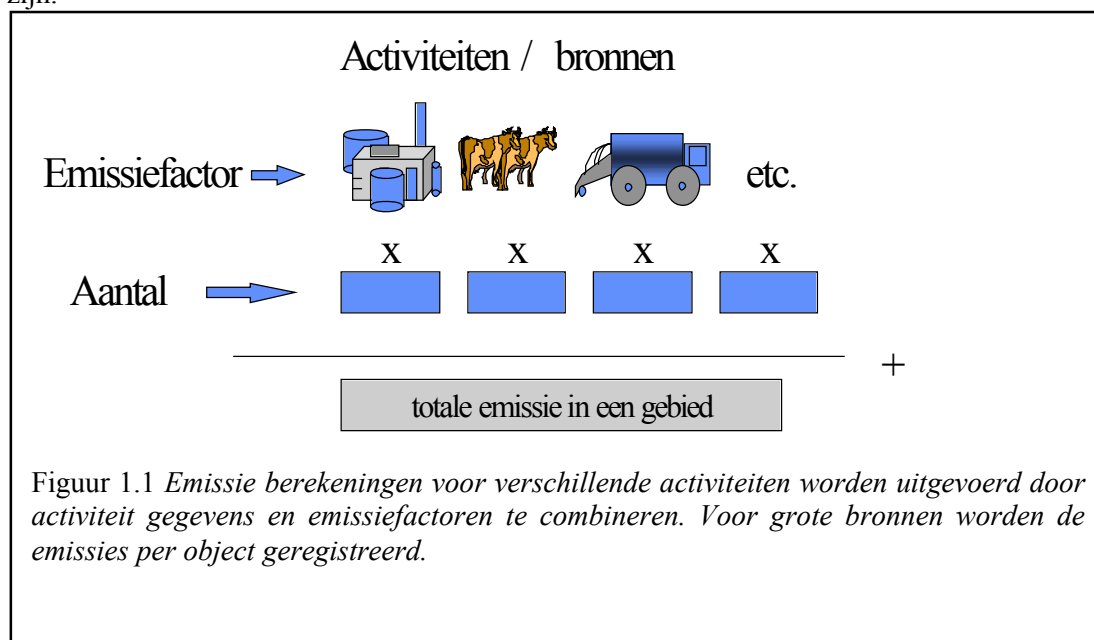 zijn.
Activiteiten / bronnen
Emissiefactor
etc.
x x x x
Aantal
+
totale emissie in een gebied
Figuur 1.1 Emissie berekeningen voor verschillende activiteiten worden uitgevoerd door
activiteit gegevens en emissiefactoren te combineren. Voor grote bronnen worden de
emissies per object geregistreerd.